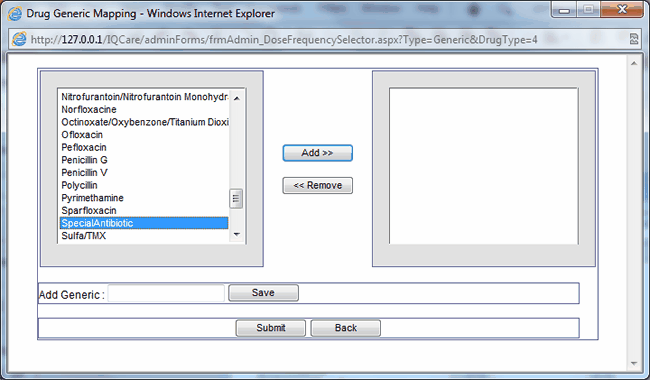 Drug Generic Mapping - Windows Internet Explorer
http://127.0.0.1/IQCare/adminForms/frmAdmin_DoseFrequencySelector.aspx?Type=Generic&DrugType=4
Nitrofurantoin/Nitrofurantoin Monohydr
Norfloxacine
Octinoxate/Oxybenzone/Titanium Dioxi
Ofloxacin
Pefloxacin
Penicillin G
Penicillin V
Polycillin
Pyrimethamine
Sparfloxacin
SpecialAntibiotic
Sulfa/TMX
Add >>
<< Remove
Add Generic : Save
Submit Back